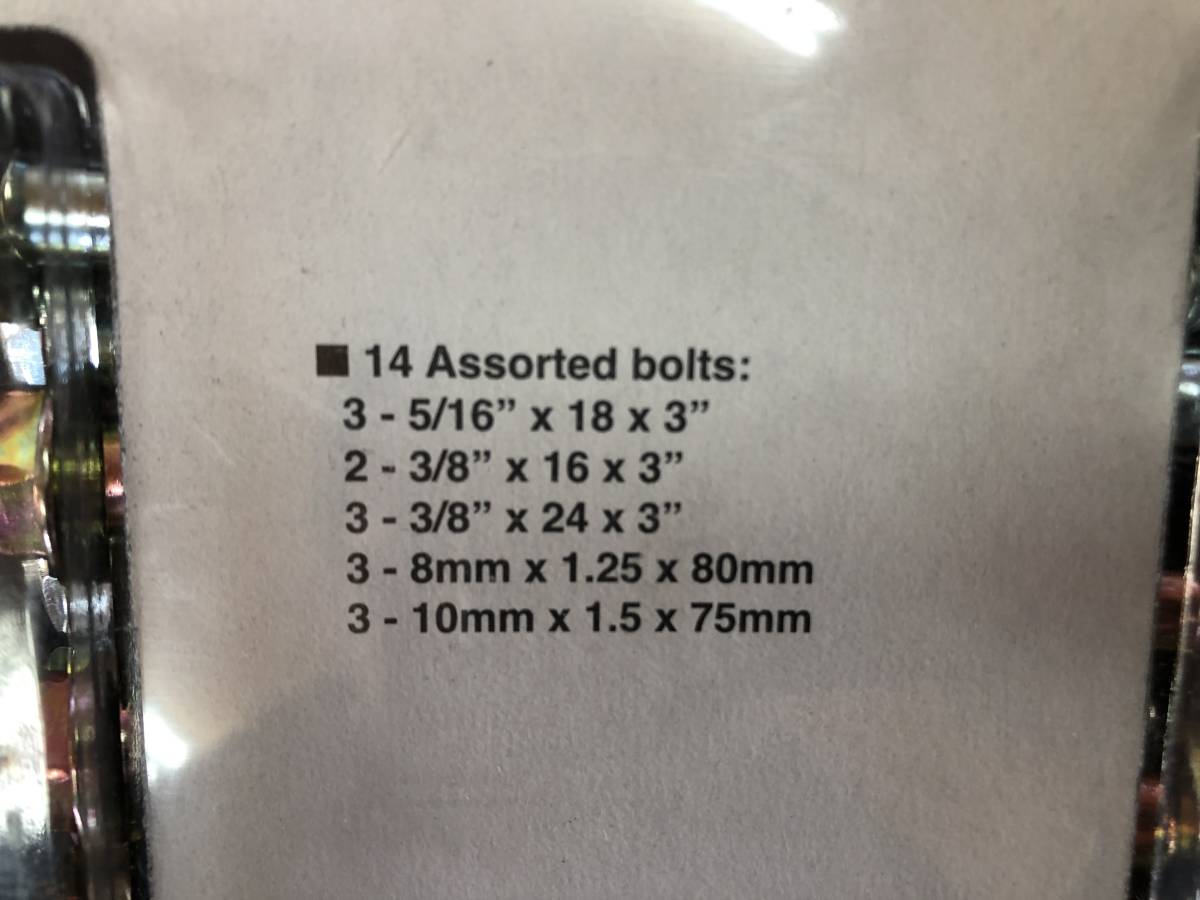 ■ 14 Assorted bolts:
3 - 5/16” x 18 x 3”
2 - 3/8” x 16 x 3”
3 - 3/8” x 24 x 3”
3 - 8mm x 1.25 x 80mm
3 - 10mm x 1.5 x 75mm